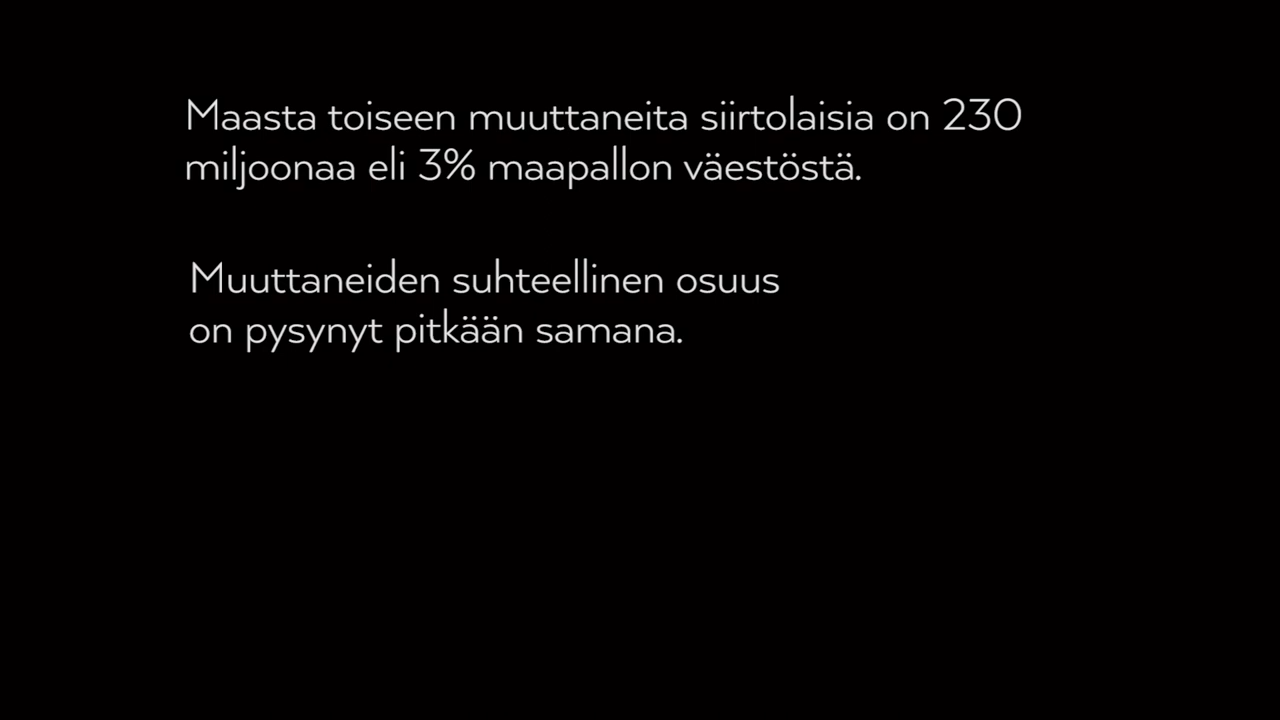 Maasta toiseen muuttaneita siirtolaisia on 230
miljoonaa eli 3% maapallon väestöstä.
Muuttaneiden suhteellinen osuus
on pysynyt pitkään samana.